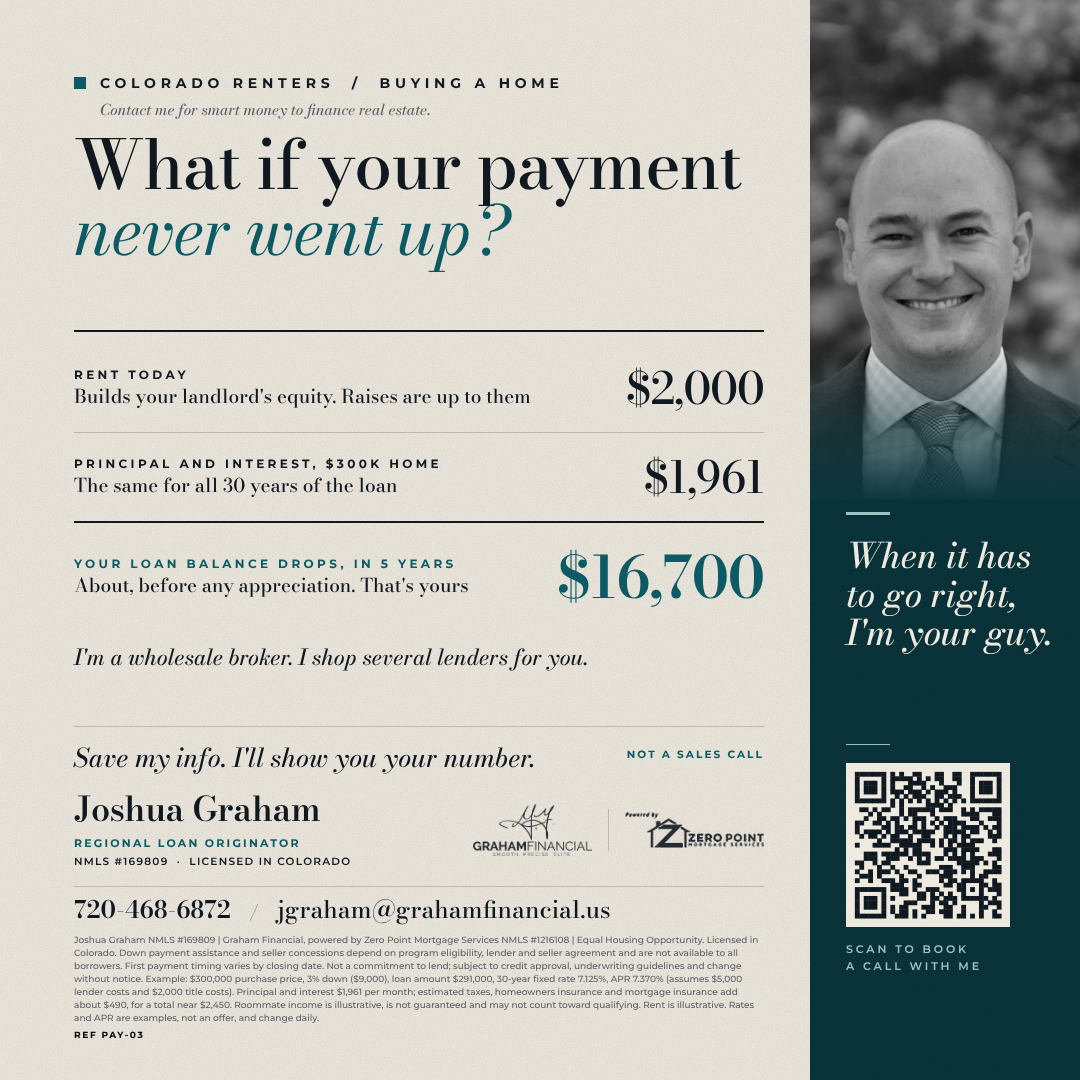 COLORADO RENTERS / BUYING A HOME
Contact me for smart money to finance real estate.
What if your payment
never went up?
RENT TODAY
Builds your landlord's equity. Raises are up to them
$2,000
PRINCIPAL AND INTEREST, $300K HOME
The same for all 30 years of the loan
$1,961
YOUR LOAN BALANCE DROPS, IN 5 YEARS
About, before any appreciation. That's yours
$16,700
I'm a wholesale broker. I shop several lenders for you.
Save my info. I'll show you your number.
NOT A SALES CALL
Joshua Graham
REGIONAL LOAN ORIGINATOR
NMLS #169809 · LICENSED IN COLORADO
GRAHAMFINANCIAL
SMOOTH. PRECISE. ELITE.
Powered by
ZERO POINT
MORTGAGE SERVICES
720-468-6872 / jgraham@grahamfinancial.us
Joshua Graham NMLS #169809 | Graham Financial, powered by Zero Point Mortgage Services NMLS #1216108 | Equal Housing Opportunity. Licensed in
Colorado. Down payment assistance and seller concessions depend on program eligibility, lender and seller agreement and are not available to all
borrowers. First payment timing varies by closing date. Not a commitment to lend; subject to credit approval, underwriting guidelines and change
without notice. Example: $300,000 purchase price, 3% down ($9,000), loan amount $291,000, 30-year fixed rate 7.125%, APR 7.370% (assumes $5,000
lender costs and $2,000 title costs). Principal and interest $1,961 per month; estimated taxes, homeowners insurance and mortgage insurance add
about $490, for a total near $2,450. Roommate income is illustrative, is not guaranteed and may not count toward qualifying. Rent is illustrative. Rates
and APR are examples, not an offer, and change daily.
REF PAY-03
When it has
to go right,
I'm your guy.
SCAN TO BOOK
A CALL WITH ME